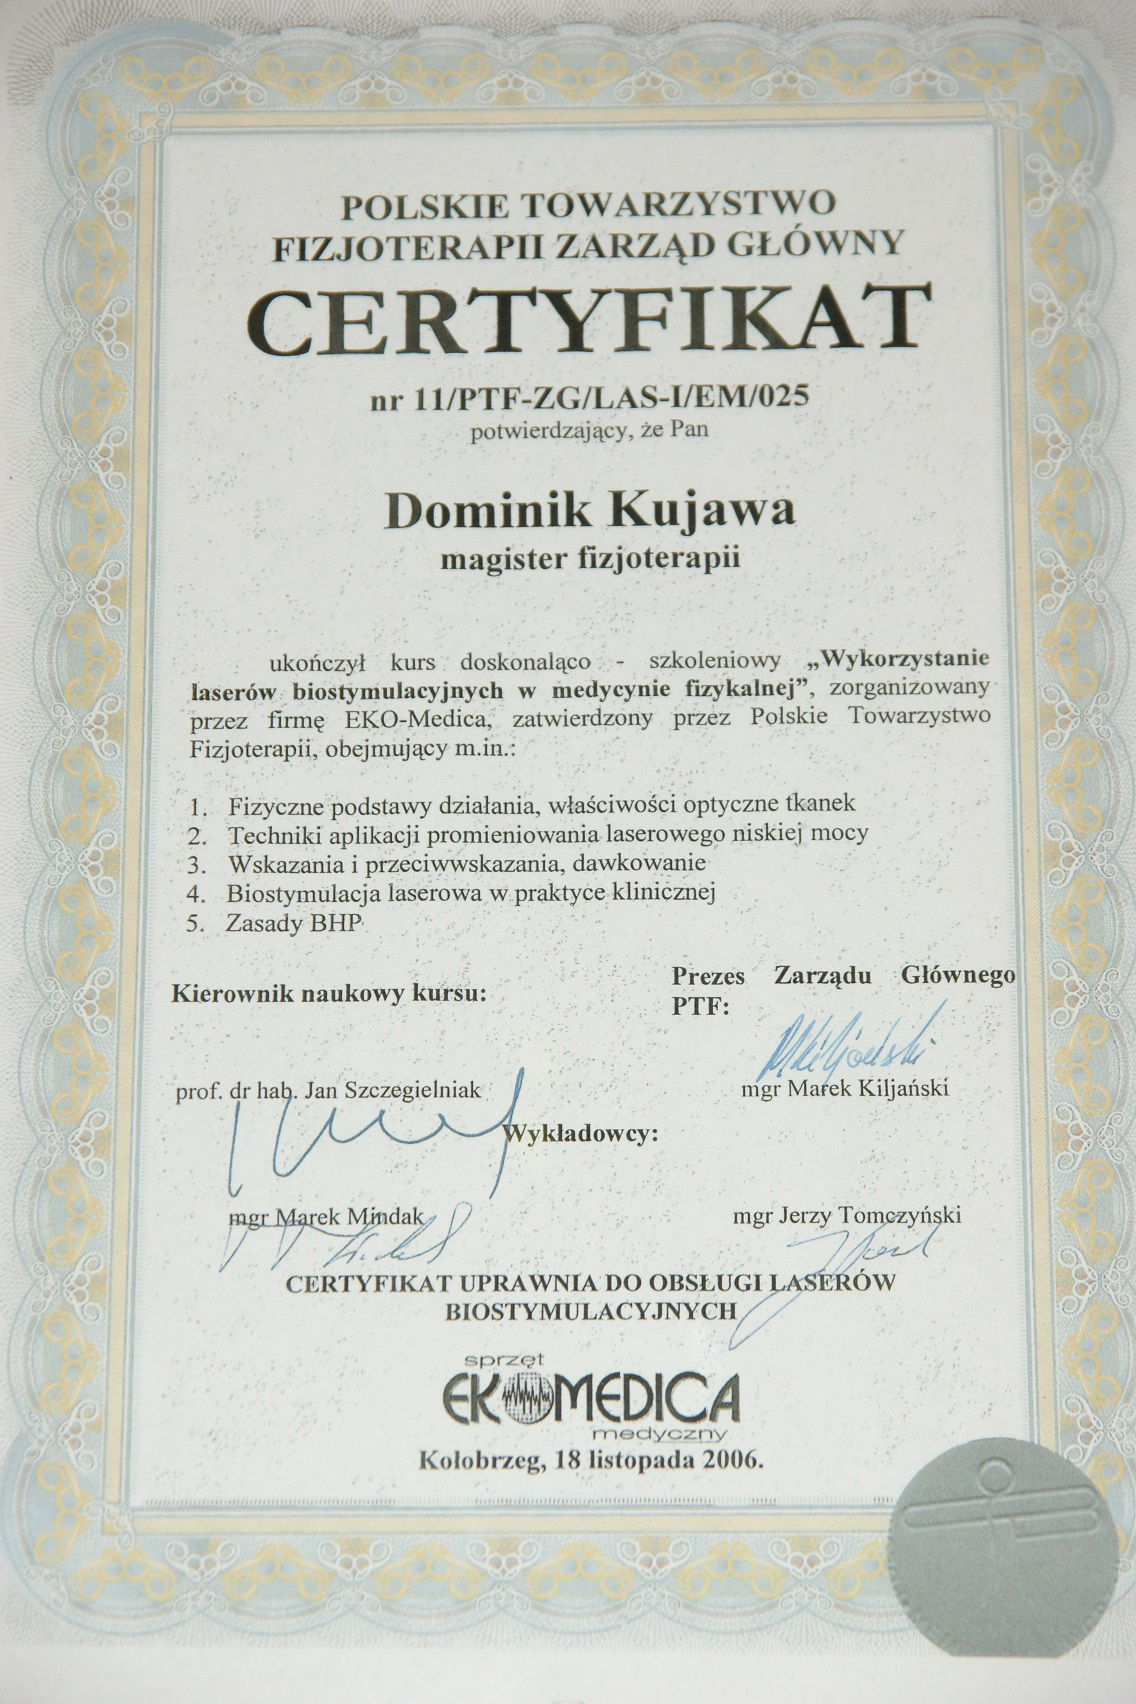 POLSKIE TOWARZYSTWO
FIZJOTERAPII ZARZĄD GŁÓWNY
CERTYFIKAT
nr 11/PTF-ZG/LAS-I/EM/025
potwierdzający, że Pan
Dominik Kujawa
magister fizjoterapii
ukończył kurs doskonaląco - szkoleniowy „Wykorzystanie
laserów biostymulacyjnych w medycynie fizykalnej”, zorganizowany
przez firmę EKO-Medica, zatwierdzony przez Polskie Towarzystwo
Fizjoterapii, obejmujący m.in.:
1. Fizyczne podstawy działania, właściwości optyczne tkanek
2. Techniki aplikacji promieniowania laserowego niskiej mocy
3. Wskazania i przeciwwskazania, dawkowanie
4. Biostymulacja laserowa w praktyce klinicznej
5. Zasady BHP
Kierownik naukowy kursu:
Prezes Zarządu Głównego
PTF:
prof. dr hab. Jan Szczegielniak
mgr Marek Kiljański
Wykładowcy:
mgr Marek Mindak
mgr Jerzy Tomczyński
CERTYFIKAT UPRAWNIA DO OBSŁUGI LASERÓW
BIOSTYMULACYJNYCH
sprzęt
EKOMEDICA
medyczny
Kołobrzeg, 18 listopada 2006.